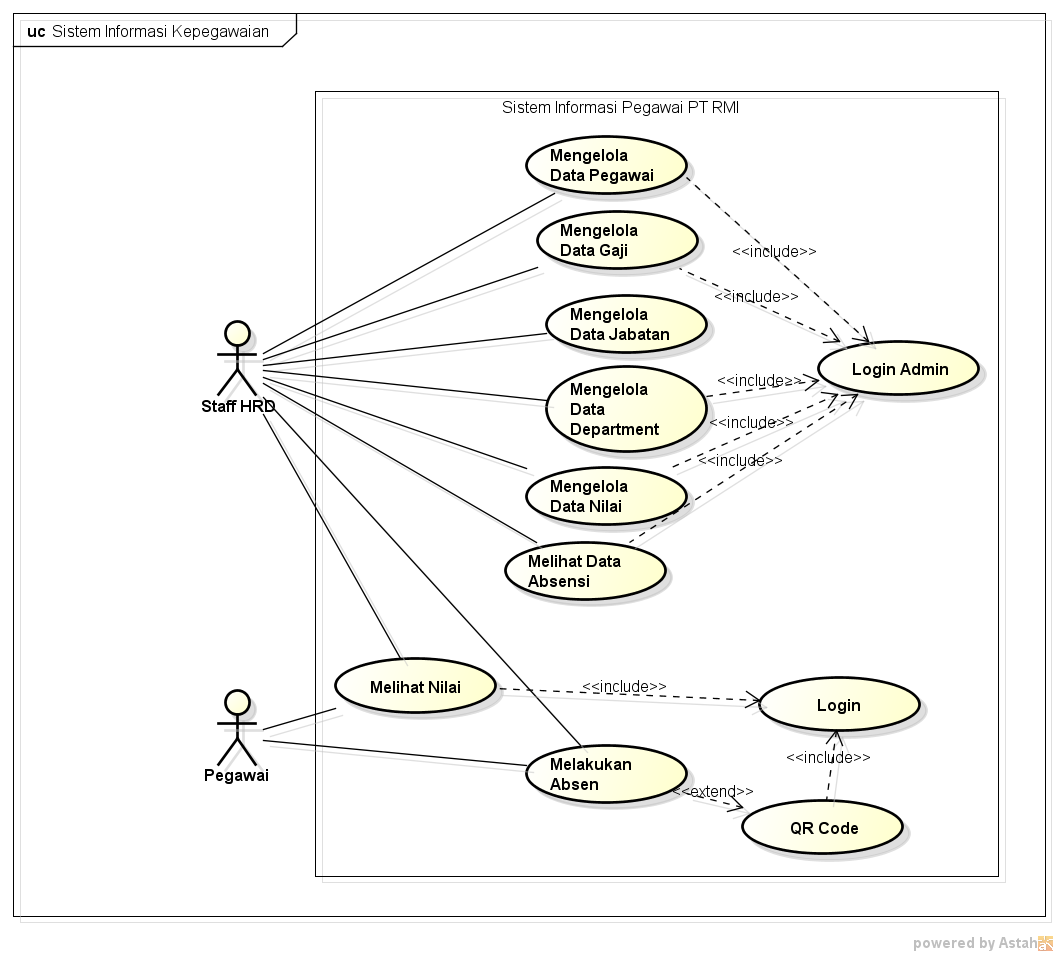 uc Sistem Informasi Kepegawaian
Sistem Informasi Pegawai PT RMI
Mengelola
Data Pegawai
Mengelola
Data Gaji
<<include>>
<<include>>
Mengelola
Data Jabatan
Staff HRD
Login Admin
Mengelola
Data
Department
<<include>>
<<include>>
<<include>>
Mengelola
Data Nilai
Melihat Data
Absensi
Melihat Nilai
<<include>>
Login
Pegawai
Melakukan
Absen
<<include>>
<<extend>>
QR Code
powered by Astah